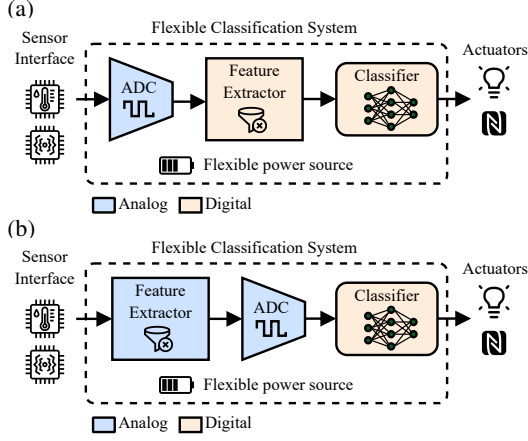 (a)
Flexible Classification System
Sensor
Interface
ADC
Feature
Extractor
Classifier
Actuators
Flexible power source
Analog
Digital
(b)
Flexible Classification System
Sensor
Interface
Feature
Extractor
ADC
Classifier
Actuators
Flexible power source
Analog
Digital